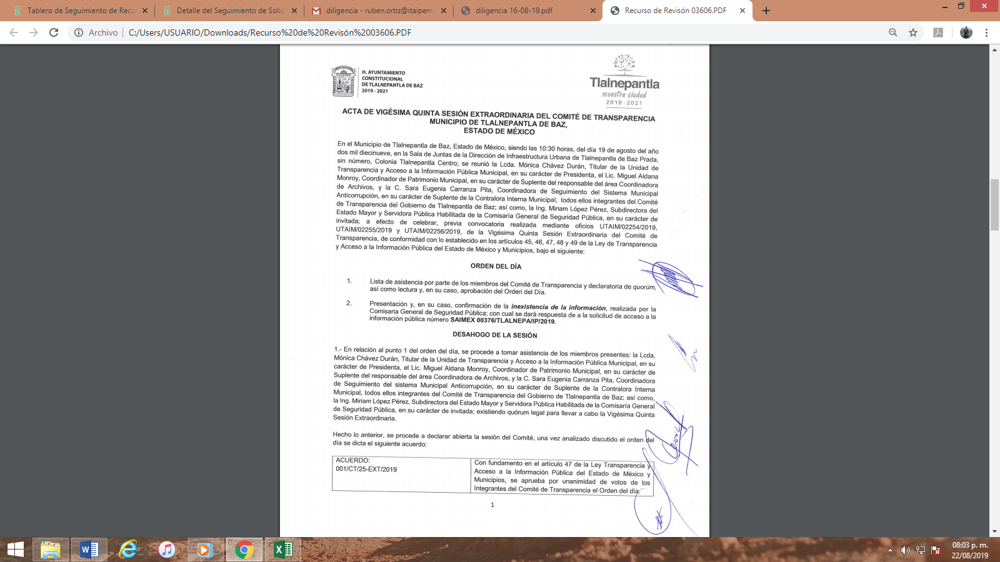 Tablero de Seguimiento de Recu
Detalle del Seguimiento de Solic
diligencia - ruben.ortiz@itaipem.
diligencia 16-08-19.pdf
Recurso de Revisón 03606.PDF
Archivo
C:/Users/USUARIO/Downloads/Recurso%20de%20Revisón%2003606.PDF
H. AYUNTAMIENTO
CONSTITUCIONAL
DE TLALNEPANTLA DE BAZ
2019 - 2021
Tlalnepantla
nuestra ciudad
2019 - 2021
ACTA DE VIGÉSIMA QUINTA SESIÓN EXTRAORDINARIA DEL COMITÉ DE TRANSPARENCIA
MUNICIPIO DE TLALNEPANTLA DE BAZ,
ESTADO DE MÉXICO
En el Municipio de Tlalnepantla de Baz, Estado de México, siendo las 10:30 horas, del día 19 de agosto del año
dos mil diecinueve, en la Sala de Juntas de la Dirección de Infraestructura Urbana de Tlalnepantla de Baz Prada,
sin número, Colonia Tlalnepantla Centro; se reunió la Lcda. Mónica Chávez Durán, Titular de la Unidad de
Transparencia y Acceso a la Información Pública Municipal, en su carácter de Presidenta, el Lic. Miguel Aldana
Monroy, Coordinador de Patrimonio Municipal, en su carácter de Suplente del responsable del área Coordinadora
de Archivos, y la C. Sara Eugenia Carranza Pita, Coordinadora de Seguimiento del Sistema Municipal
Anticorrupción, en su carácter de Suplente de la Contralora Interna Municipal, todos ellos integrantes del Comité
de Transparencia del Gobierno de Tlalnepantla de Baz; así como, la Ing. Miriam López Pérez, Subdirectora del
Estado Mayor y Servidora Pública Habilitada de la Comisaría General de Seguridad Pública, en su carácter de
invitada; a efecto de celebrar, previa convocatoria realizada mediante oficios UTAIM/02254/2019,
UTAIM/02255/2019 y UTAIM/02256/2019, de la Vigésima Quinta Sesión Extraordinaria del Comité de
Transparencia, de conformidad con lo establecido en los artículos 45, 46, 47, 48 y 49 de la Ley de Transparencia
y Acceso a la Información Pública del Estado de México y Municipios, bajo el siguiente:
ORDEN DEL DÍA
1. Lista de asistencia por parte de los miembros del Comité de Transparencia y declaratoria de quorúm,
así como lectura y, en su caso, aprobación del Orden del Día.
2. Presentación y, en su caso, confirmación de la inexistencia de la información, realizada por la
Comisaria General de Seguridad Pública; con cual se dará respuesta de a la solicitud de acceso a la
información pública número SAIMEX 00376/TLALNEPA/IP/2019.
DESAHOGO DE LA SESIÓN
1.- En relación al punto 1 del orden del día, se procede a tomar asistencia de los miembros presentes: la Lcda.
Mónica Chávez Durán, Titular de la Unidad de Transparencia y Acceso a la Información Pública Municipal, en su
carácter de Presidenta, el Lic. Miguel Aldana Monroy, Coordinador de Patrimonio Municipal, en su carácter de
Suplente del responsable del área Coordinadora de Archivos, y la C. Sara Eugenia Carranza Pita, Coordinadora
de Seguimiento del sistema Municipal Anticorrupción, en su carácter de Suplente de la Contralora Interna
Municipal, todos ellos integrantes del Comité de Transparencia del Gobierno de Tlalnepantla de Baz; así como,
la Ing. Miriam López Pérez, Subdirectora del Estado Mayor y Servidora Pública Habilitada de la Comisaría General
de Seguridad Pública, en su carácter de invitada; existiendo quórum legal para llevar a cabo la Vigésima Quinta
Sesión Extraordinaria.
Hecho lo anterior, se procede a declarar abierta la sesión del Comité, una vez analizado discutido el orden del
día se dicta el siguiente acuerdo:
ACUERDO:
001/CT/25-EXT/2019
Con fundamento en el artículo 47 de la Ley Transparencia y
Acceso a la Información Pública del Estado de México y
Municipios, se aprueba por unanimidad de votos de los
Integrantes del Comité de Transparencia el Orden del día.
1
08:03 p. m.
22/08/2019